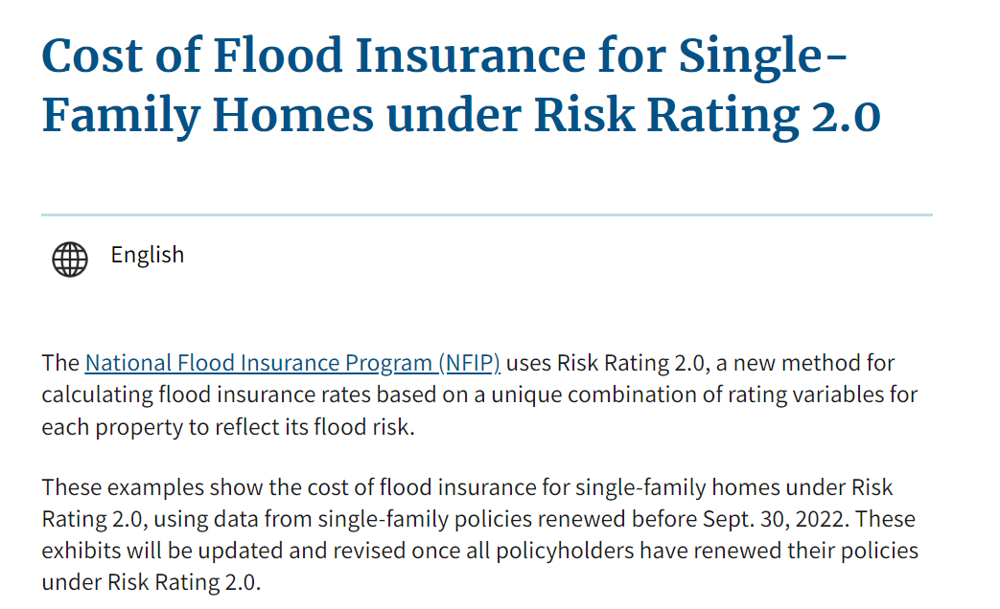 Cost of Flood Insurance for Single-
Family Homes under Risk Rating 2.0
English
The National Flood Insurance Program (NFIP) uses Risk Rating 2.0, a new method for
calculating flood insurance rates based on a unique combination of rating variables for
each property to reflect its flood risk.
These examples show the cost of flood insurance for single-family homes under Risk
Rating 2.0, using data from single-family policies renewed before Sept. 30, 2022. These
exhibits will be updated and revised once all policyholders have renewed their policies
under Risk Rating 2.0.